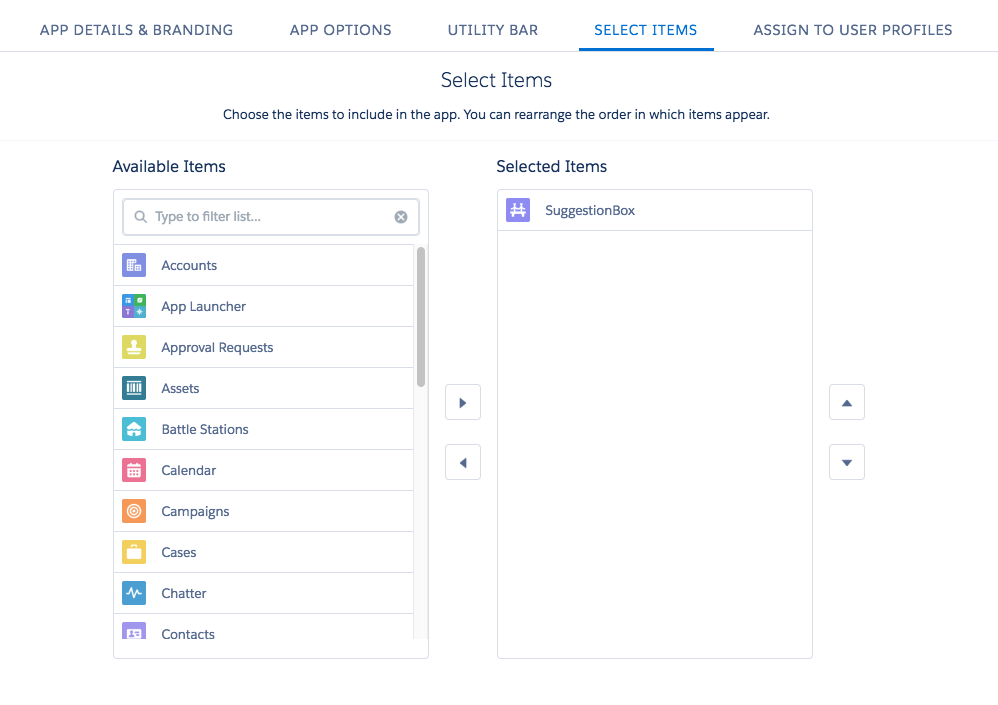 APP DETAILS & BRANDING
APP OPTIONS
UTILITY BAR
SELECT ITEMS
ASSIGN TO USER PROFILES
Select Items
Choose the items to include in the app. You can rearrange the order in which items appear.
Available Items
Type to filter list...
Accounts
App Launcher
Approval Requests
Assets
Battle Stations
Calendar
Campaigns
Cases
Chatter
Contacts
Selected Items
SuggestionBox